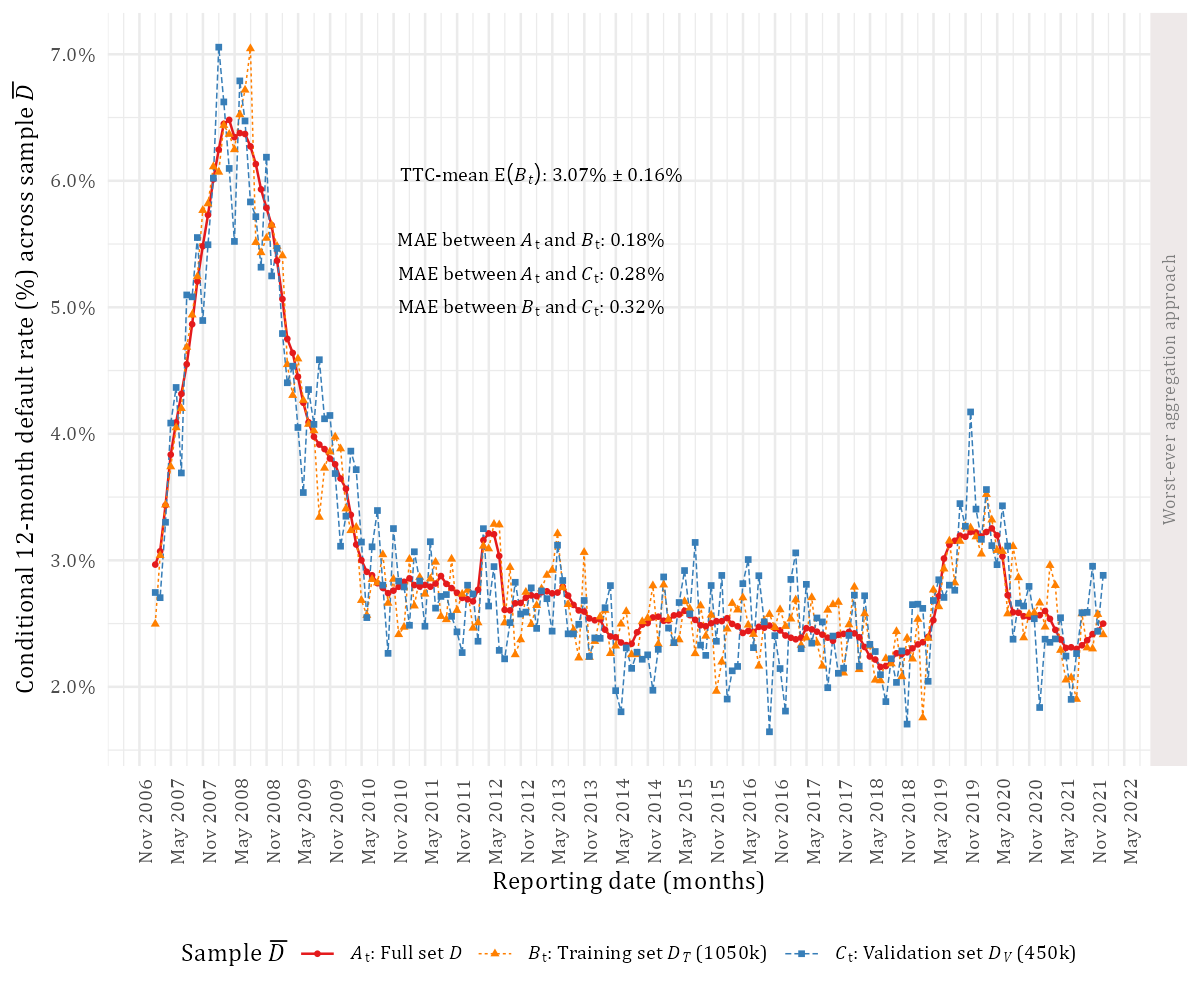 Conditional 12-month default rate (%) across sample D̅
7.0%
6.0%
5.0%
4.0%
3.0%
2.0%
TTC-mean E(Bₜ): 3.07% ± 0.16%
MAE between Aₜ and Bₜ: 0.18%
MAE between Aₜ and Cₜ: 0.28%
MAE between Bₜ and Cₜ: 0.32%
Worst-ever aggregation approach
Nov 2006
May 2007
Nov 2007
May 2008
Nov 2008
May 2009
Nov 2009
May 2010
Nov 2010
May 2011
Nov 2011
May 2012
Nov 2012
May 2013
Nov 2013
May 2014
Nov 2014
May 2015
Nov 2015
May 2016
Nov 2016
May 2017
Nov 2017
May 2018
Nov 2018
May 2019
Nov 2019
May 2020
Nov 2020
May 2021
Nov 2021
May 2022
Reporting date (months)
Sample D̅ Aₜ: Full set D Bₜ: Training set D_T (1050k) Cₜ: Validation set D_V (450k)